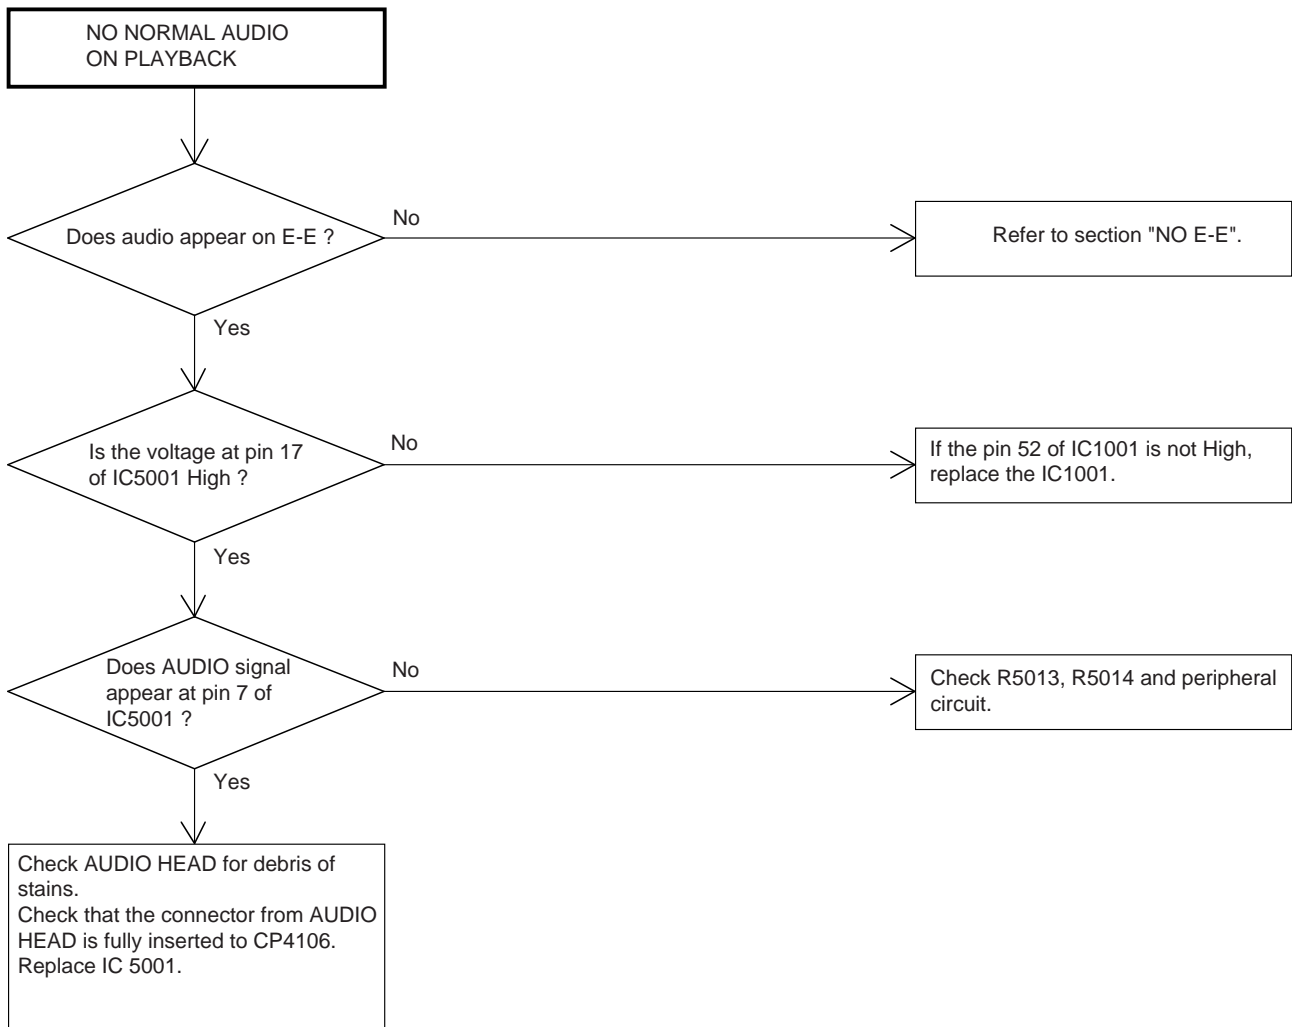 NO NORMAL AUDIO
ON PLAYBACK
Does audio appear on E-E ?
No
Refer to section "NO E-E".
Yes
Is the voltage at pin 17
of IC5001 High ?
No
If the pin 52 of IC1001 is not High,
replace the IC1001.
Yes
Does AUDIO signal
appear at pin 7 of
IC5001 ?
No
Check R5013, R5014 and peripheral
circuit.
Yes
Check AUDIO HEAD for debris of
stains.
Check that the connector from AUDIO
HEAD is fully inserted to CP4106.
Replace IC 5001.